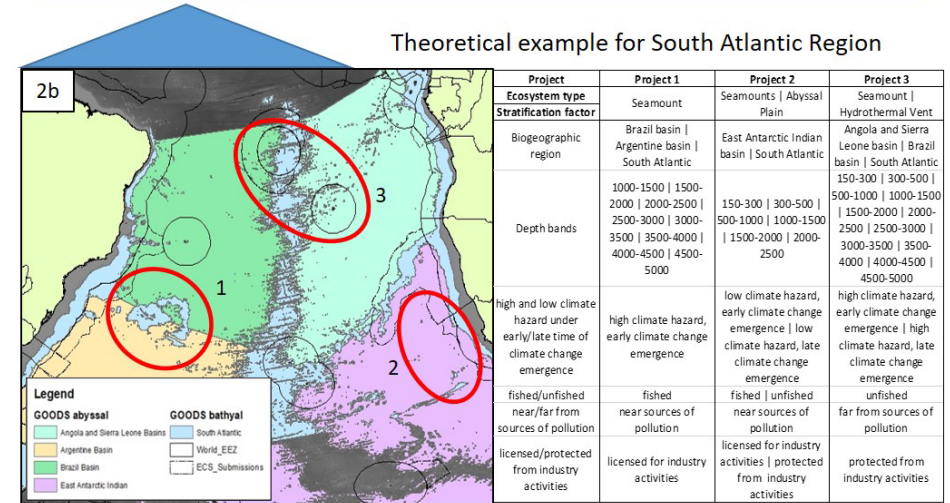 Theoretical example for South Atlantic Region
2b
1
2
3
Legend
GOODS abyssal
Angola and Sierra Leone Basins
Argentine Basin
Brazil Basin
East Antarctic Indian
GOODS bathyal
South Atlantic
World_EEZ
ECS_Submissions
Project
Project 1
Project 2
Project 3
Ecosystem type
Stratification factor
Seamount
Seamounts | Abyssal
Plain
Seamount |
Hydrothermal Vent
Biogeographic
region
Brazil basin |
Argentine basin |
South Atlantic
East Antarctic Indian
basin | South Atlantic
Angola and Sierra
Leone basin | Brazil
basin | South Atlantic
Depth bands
1000-1500 | 1500-
2000 | 2000-2500 |
2500-3000 | 3000-
3500 | 3500-4000 |
4000-4500 | 4500-
5000
150-300 | 300-500 |
500-1000 | 1000-1500
| 1500-2000 | 2000-
2500
150-300 | 300-500 |
500-1000 | 1000-1500
| 1500-2000 | 2000-
2500 | 2500-3000 |
3000-3500 | 3500-
4000 | 4000-4500 |
4500-5000
high and low climate
hazard under
early/late time of
climate change
emergence
high climate hazard,
early climate change
emergence
low climate hazard,
early climate change
emergence | low
climate hazard, late
climate change
emergence
high climate hazard,
early climate change
emergence | high
climate hazard, late
climate change
emergence
fished/unfished
fished
fished | unfished
unfished
near/far from
sources of pollution
near sources of
pollution
near sources of
pollution
far from sources of
pollution
licensed/protected
from industry
activities
licensed for industry
activities
licensed for industry
activities | protected
from industry
activities
protected from
industry activities